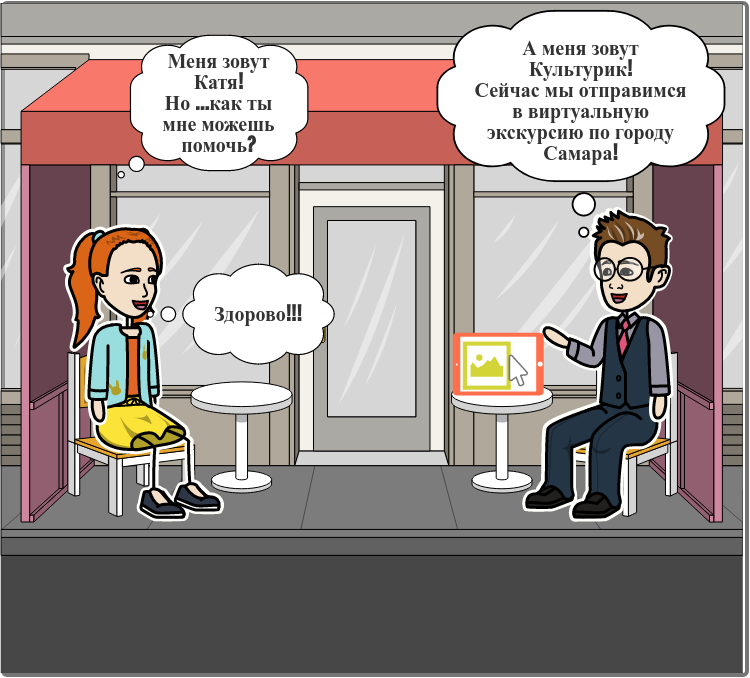 Меня зовут
Катя!
Но ...как ты
мне можешь
помочь?
А меня зовут
Культурик!
Сейчас мы отправимся
в виртуальную
экскурсию по городу
Самара!
Здорово!!!